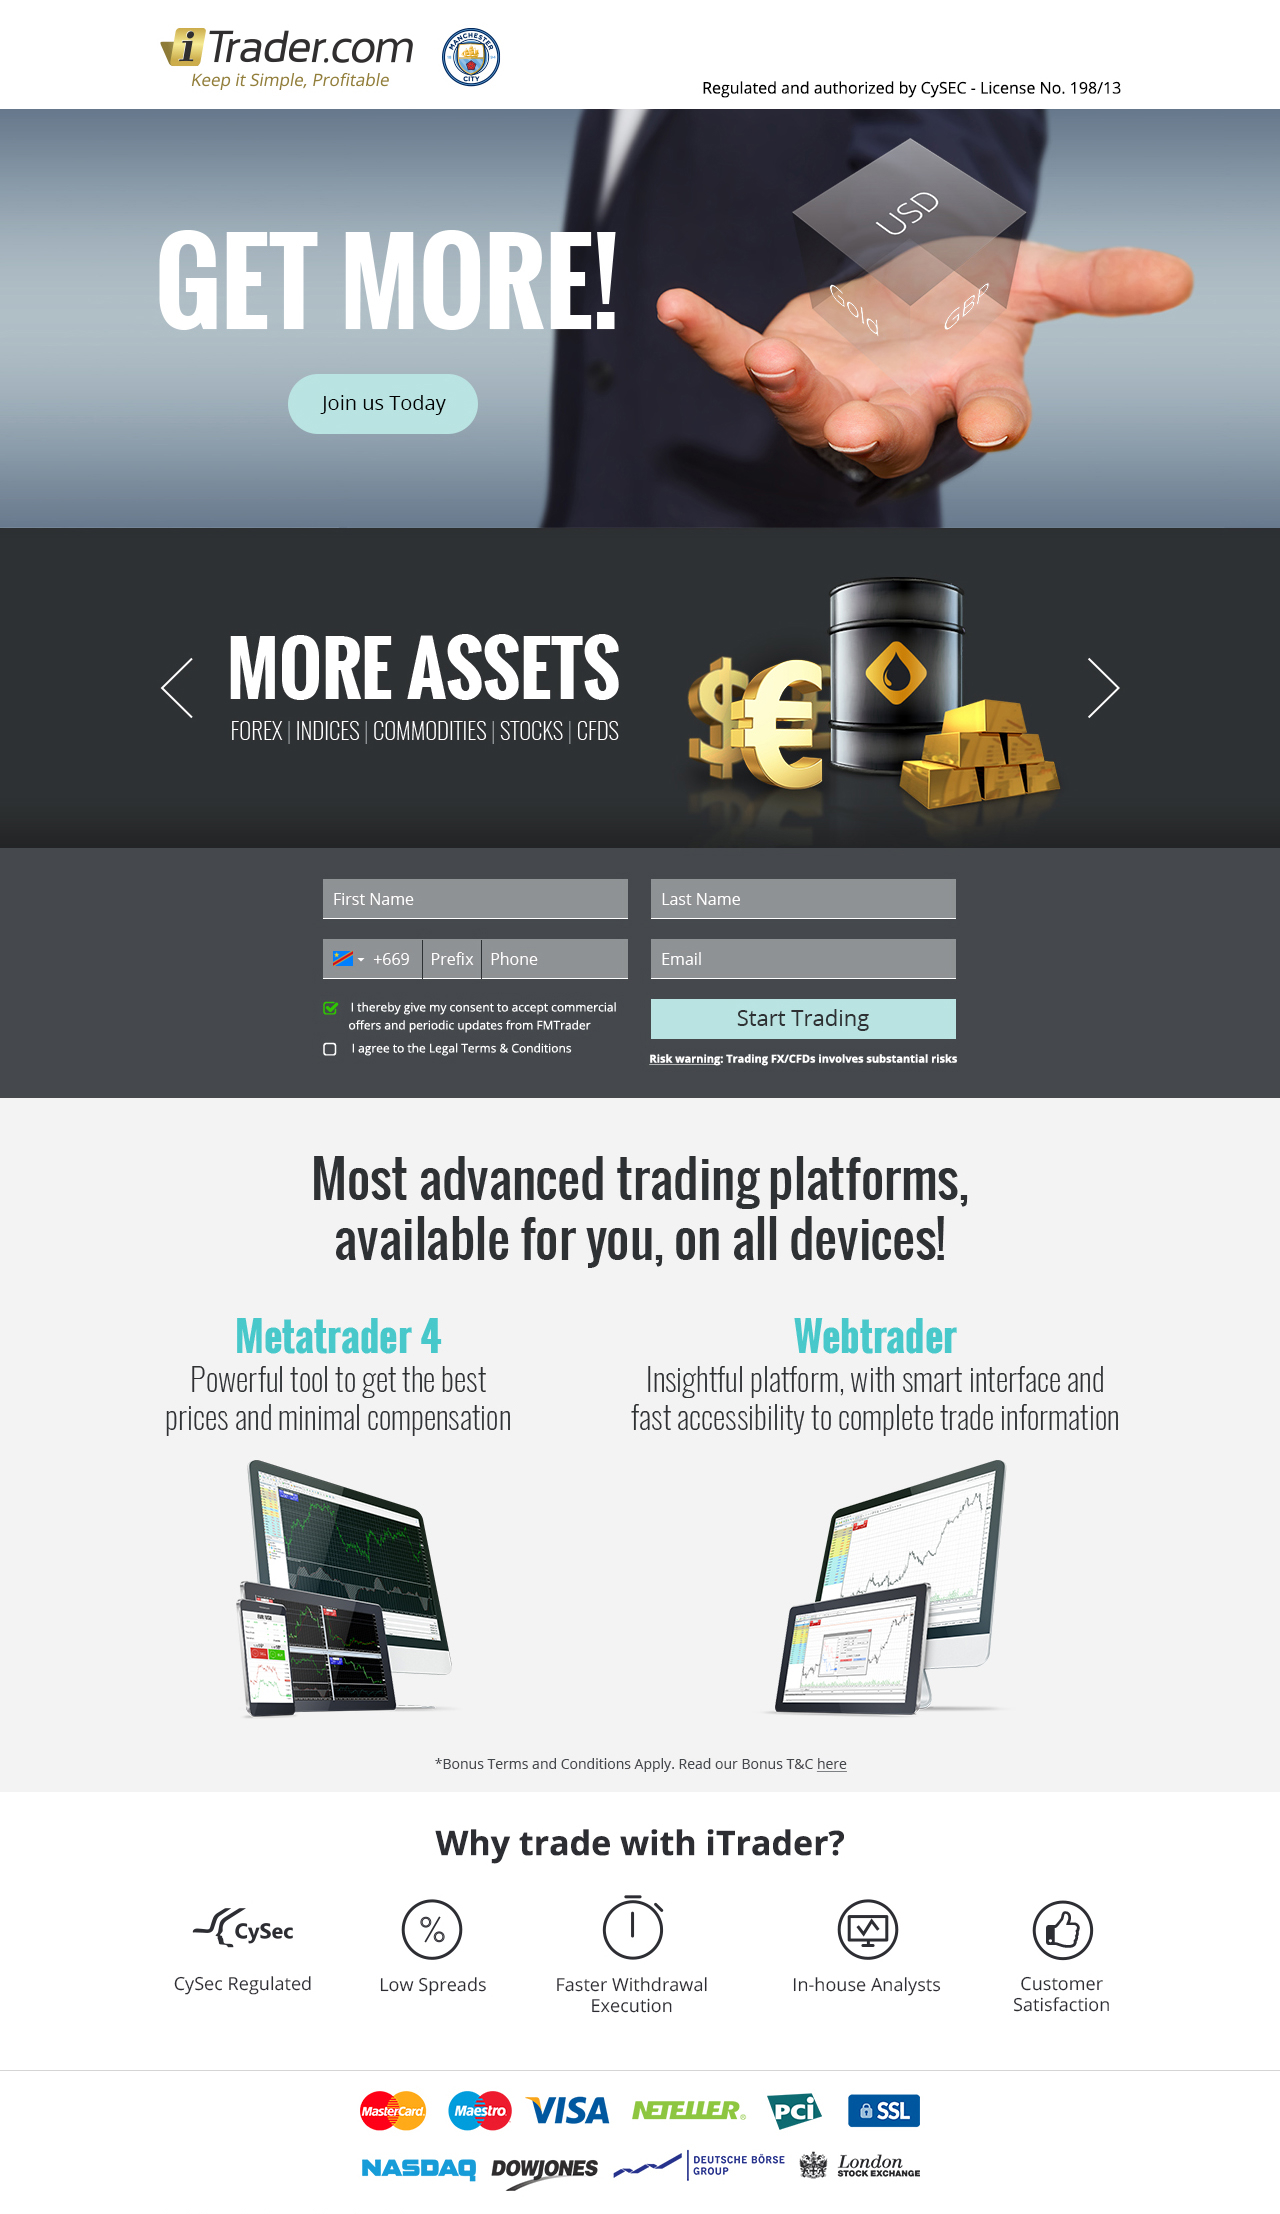 iTrader.com
Keep it Simple, Profitable
MANCHESTER
CITY
Regulated and authorized by CySEC - License No. 198/13
USD
Gold
GBP
GET MORE!
Join us Today
MORE ASSETS
FOREX | INDICES | COMMODITIES | STOCKS | CFDS
First Name
Last Name
+669
Prefix
Phone
Email
I thereby give my consent to accept commercial
offers and periodic updates from FMTrader
I agree to the Legal Terms & Conditions
Start Trading
Risk warning: Trading FX/CFDs involves substantial risks
Most advanced trading platforms,
available for you, on all devices!
Metatrader 4
Powerful tool to get the best
prices and minimal compensation
Webtrader
Insightful platform, with smart interface and
fast accessibility to complete trade information
*Bonus Terms and Conditions Apply. Read our Bonus T&C here
Why trade with iTrader?
CySec
%
CySec Regulated
Low Spreads
Faster Withdrawal
Execution
In-house Analysts
Customer
Satisfaction
MasterCard
Maestro
VISA
NETELLER
PCi
SSL
NASDAQ
DOWJONES
DEUTSCHE BÖRSE
GROUP
London
STOCK EXCHANGE